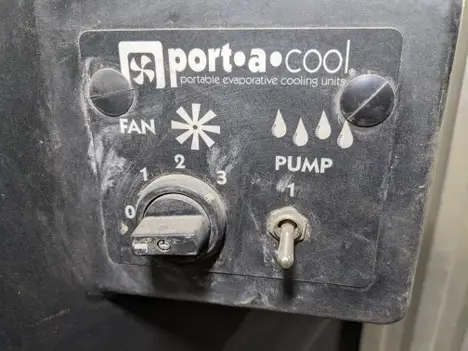 port•a•cool®
portable evaporative cooling units
FAN
PUMP
2
1 3
0
1